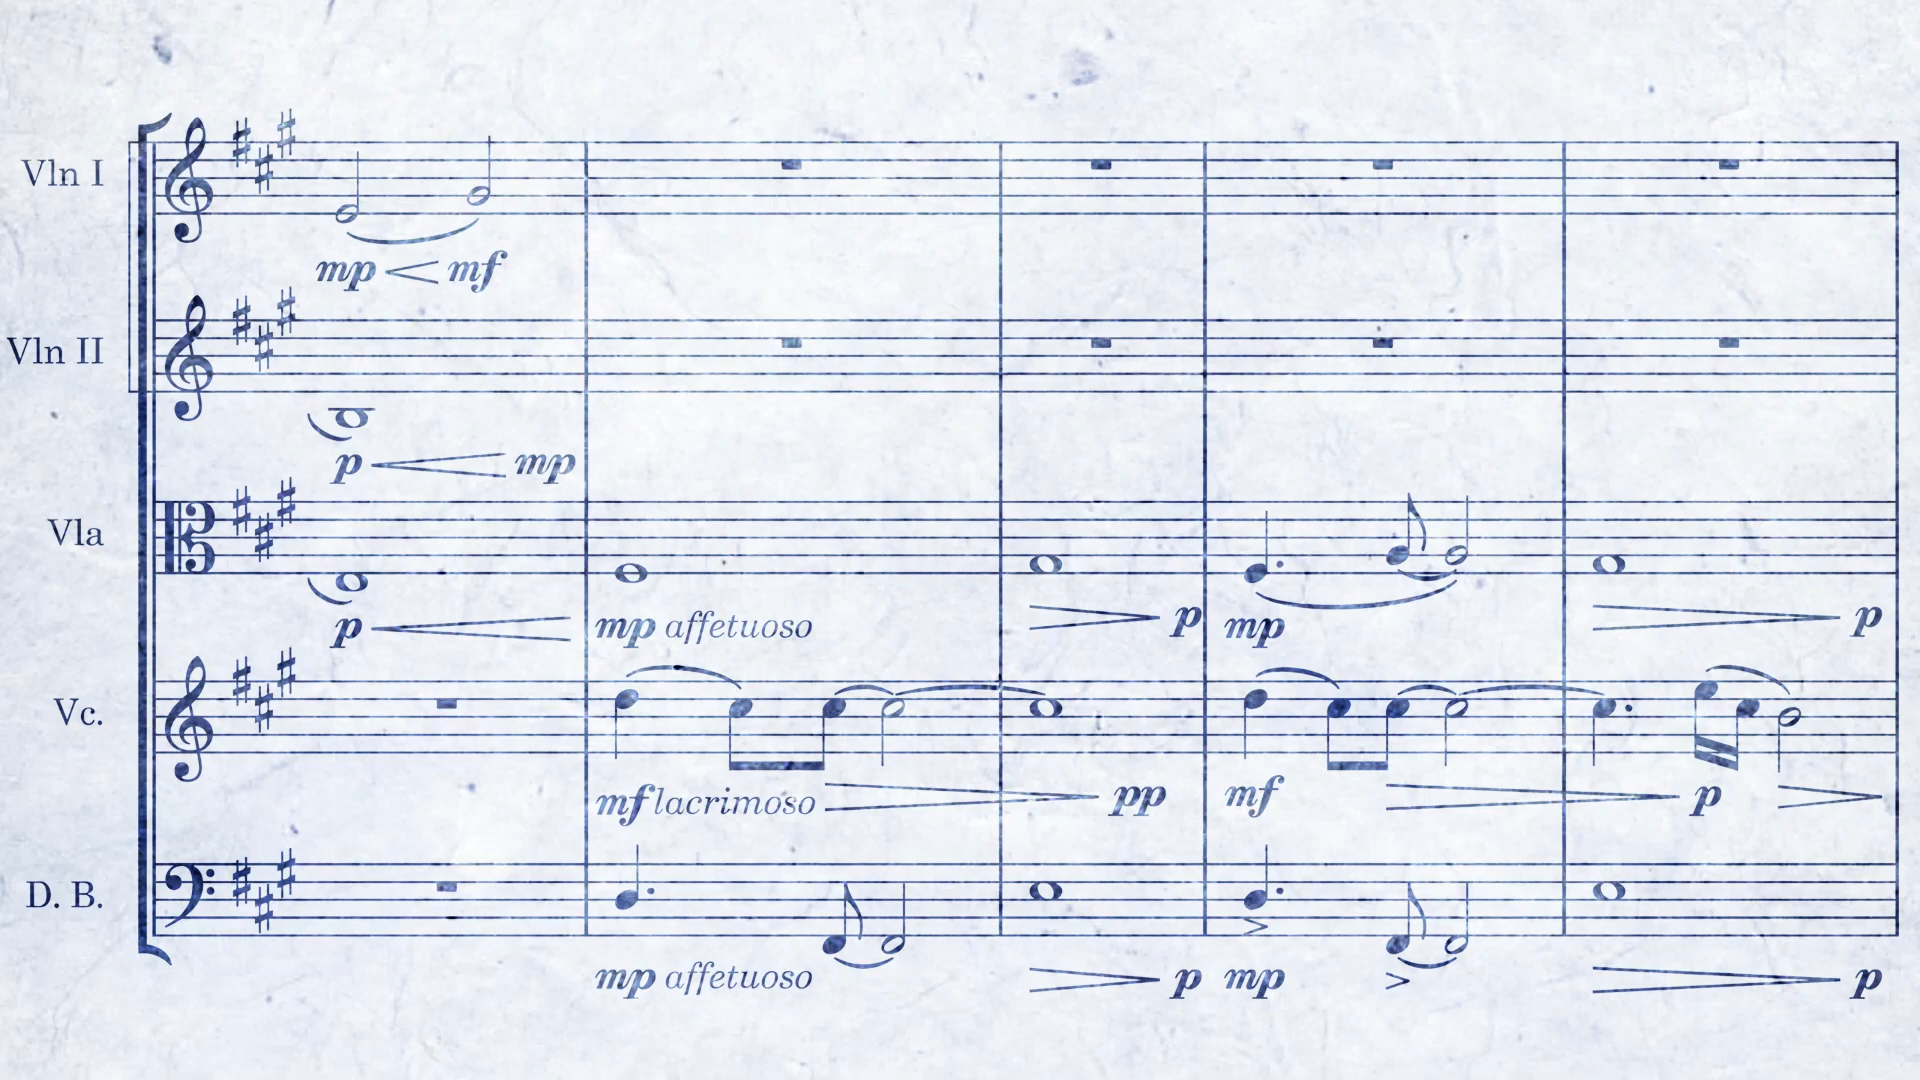 Vln I
mp mf
Vln II
p mp
Vla
p mp affetuoso p mp p
Vc.
mf lacrimoso pp mf p
D. B.
mp affetuoso p mp p